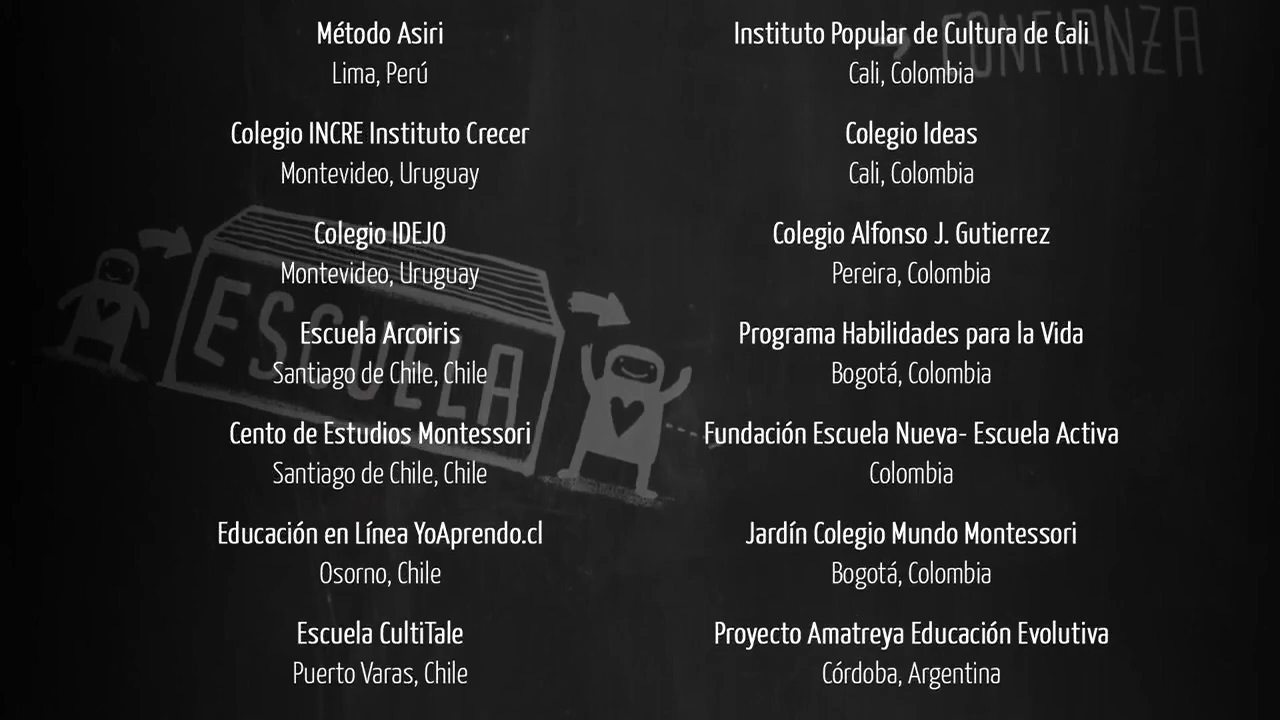 CONFIANZA
Método Asiri
Lima, Perú
Colegio INCRE Instituto Crecer
Montevideo, Uruguay
Colegio IDEJO
Montevideo, Uruguay
Escuela Arcoiris
Santiago de Chile, Chile
Cento de Estudios Montessori
Santiago de Chile, Chile
Educación en Línea YoAprendo.cl
Osorno, Chile
Escuela CultiTale
Puerto Varas, Chile
Instituto Popular de Cultura de Cali
Cali, Colombia
Colegio Ideas
Cali, Colombia
Colegio Alfonso J. Gutierrez
Pereira, Colombia
Programa Habilidades para la Vida
Bogotá, Colombia
Fundación Escuela Nueva- Escuela Activa
Colombia
Jardín Colegio Mundo Montessori
Bogotá, Colombia
Proyecto Amatreya Educación Evolutiva
Córdoba, Argentina
ESCUELA